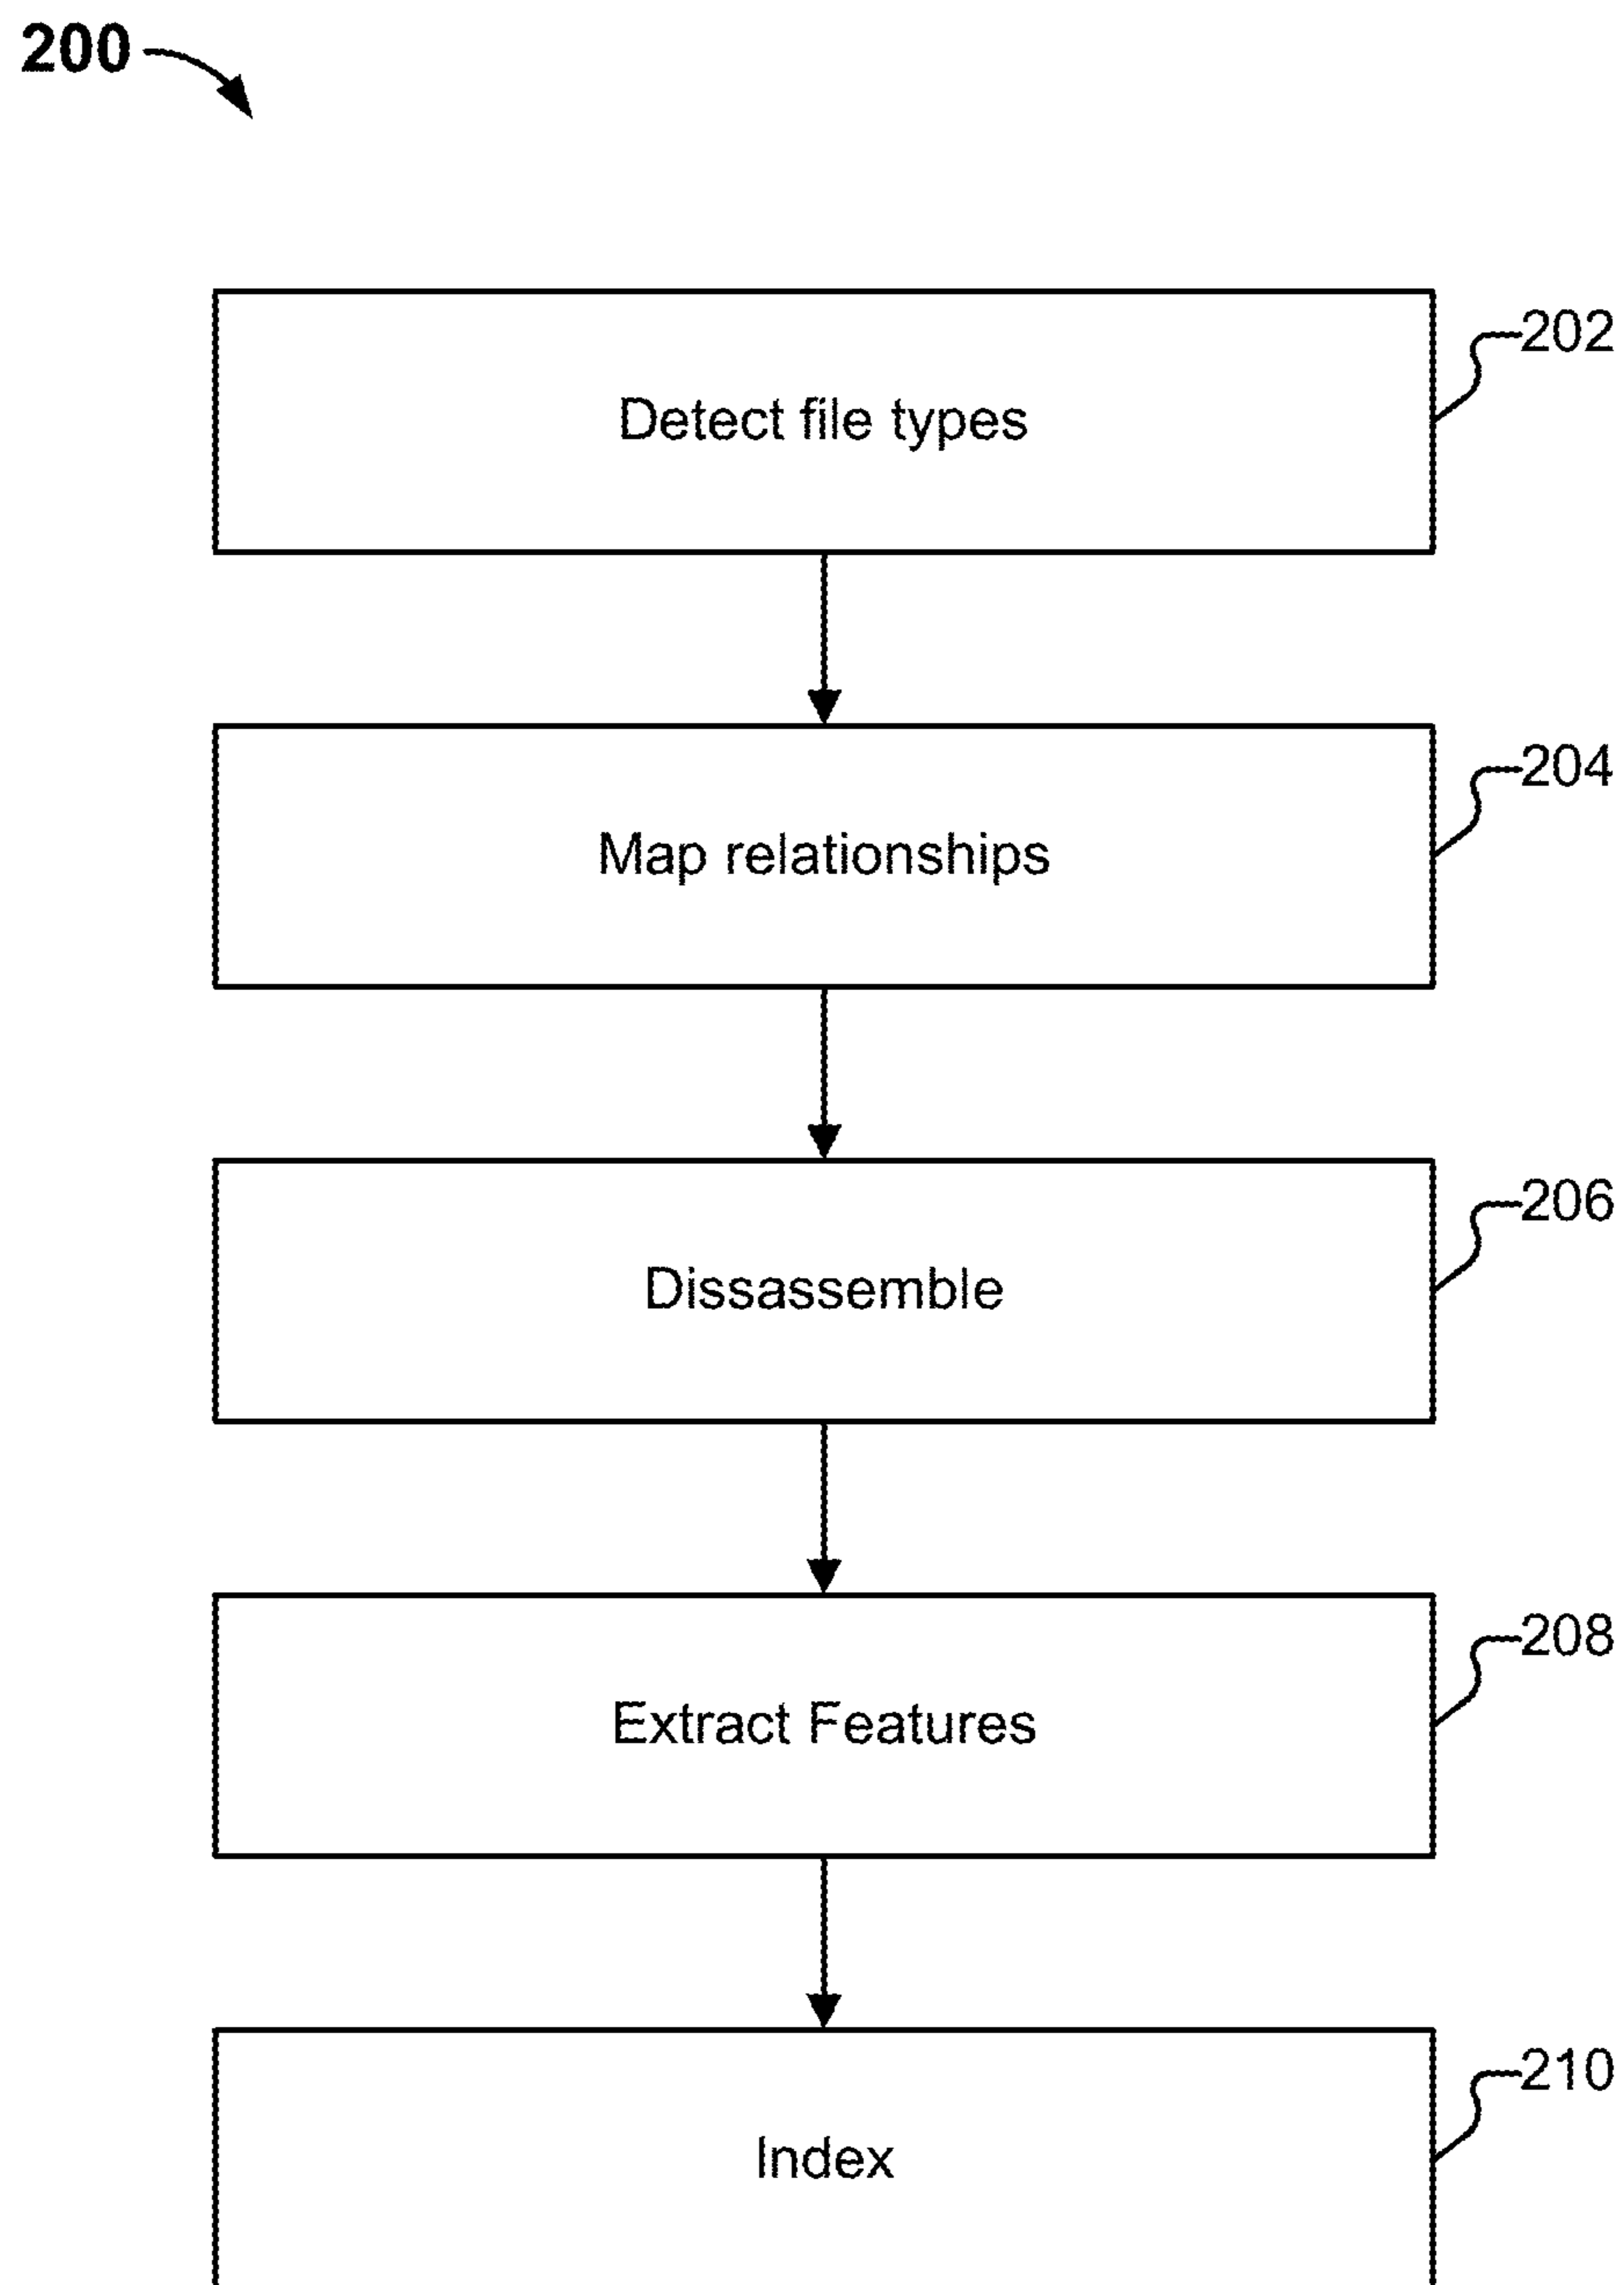 200
202
Detect file types
204
Map relationships
206
Dissassemble
208
Extract Features
210
Index